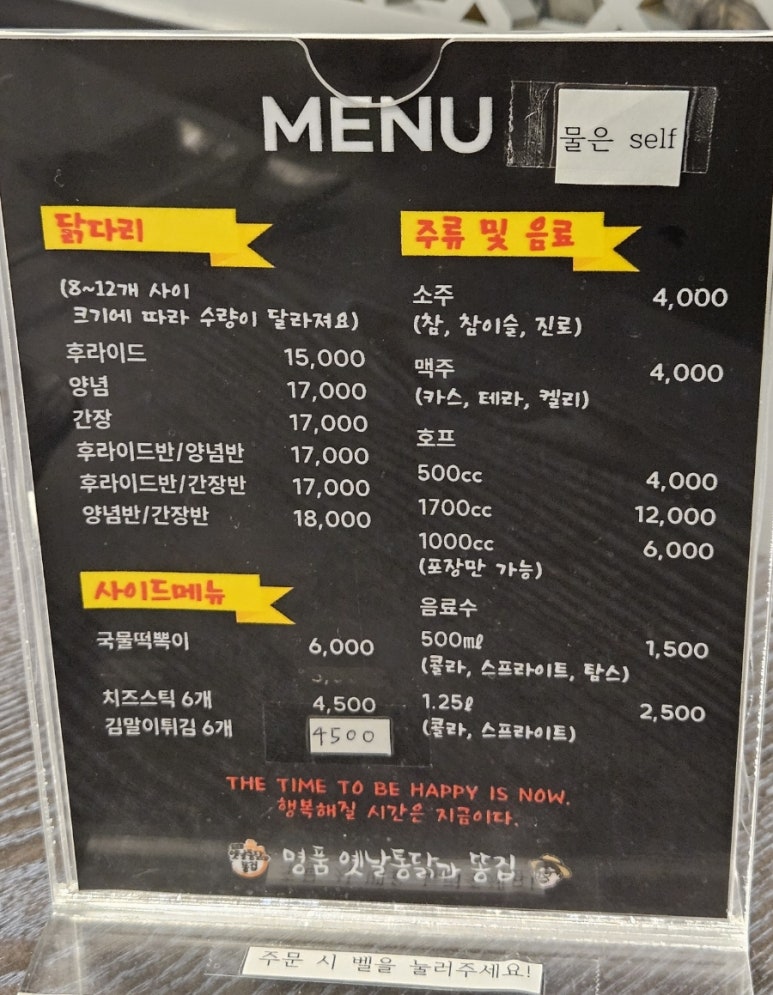 MENU
물은 self
닭다리
(8~12개 사이
크기에 따라 수량이 달라져요)
후라이드 15,000
양념 17,000
간장 17,000
후라이드반/양념반 17,000
후라이드반/간장반 17,000
양념반/간장반 18,000
사이드메뉴
국물떡뽁이 6,000
치즈스틱 6개 4,500
김말이튀김 6개 4500
주류 및 음료
소주 4,000
(참, 참이슬, 진로)
맥주 4,000
(카스, 테라, 켈리)
호프
500cc 4,000
1700cc 12,000
1000cc 6,000
(포장만 가능)
음료수
500㎖ 1,500
(콜라, 스프라이트, 탐스)
1.25ℓ 2,500
(콜라, 스프라이트)
THE TIME TO BE HAPPY IS NOW.
행복해질 시간은 지금이다.
명품 옛날통닭과 똥집
주문 시 벨을 눌러주세요!